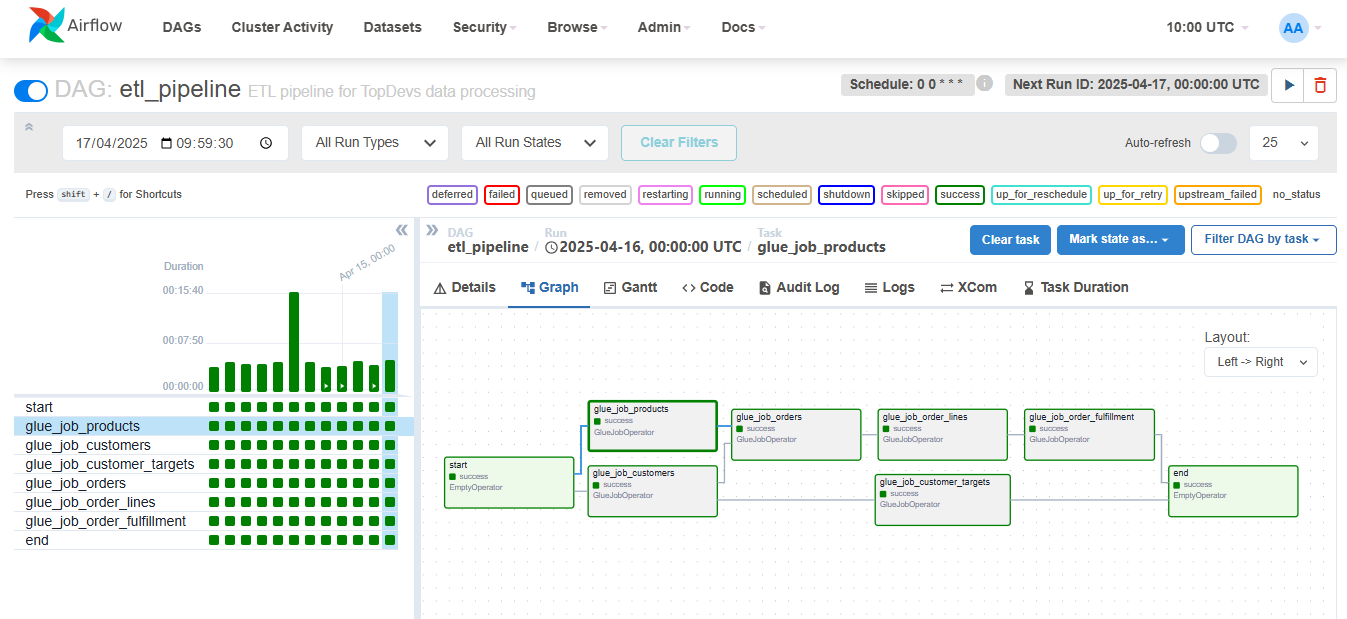 Airflow DAGs Cluster Activity Datasets Security Browse Admin Docs 10:00 UTC AA
DAG: etl_pipeline ETL pipeline for TopDevs data processing Schedule: 0 0 * * * i Next Run ID: 2025-04-17, 00:00:00 UTC
17/04/2025 09:59:30 All Run Types All Run States Clear Filters Auto-refresh 25
Press shift + / for Shortcuts deferred failed queued removed restarting running scheduled shutdown skipped success up_for_reschedule up_for_retry upstream_failed no_status
DAG Run Task
etl_pipeline / 2025-04-16, 00:00:00 UTC / glue_job_products Clear task Mark state as... Filter DAG by task
Details Graph Gantt Code Audit Log Logs XCom Task Duration
Apr 15, 00:00
Duration
00:15:40
00:07:50
00:00:00
start
glue_job_products
glue_job_customers
glue_job_customer_targets
glue_job_orders
glue_job_order_lines
glue_job_order_fulfillment
end
Layout:
Left -> Right
start
success
EmptyOperator
glue_job_products
success
GlueJobOperator
glue_job_customers
success
GlueJobOperator
glue_job_orders
success
GlueJobOperator
glue_job_order_lines
success
GlueJobOperator
glue_job_customer_targets
success
GlueJobOperator
glue_job_order_fulfillment
success
GlueJobOperator
end
success
EmptyOperator